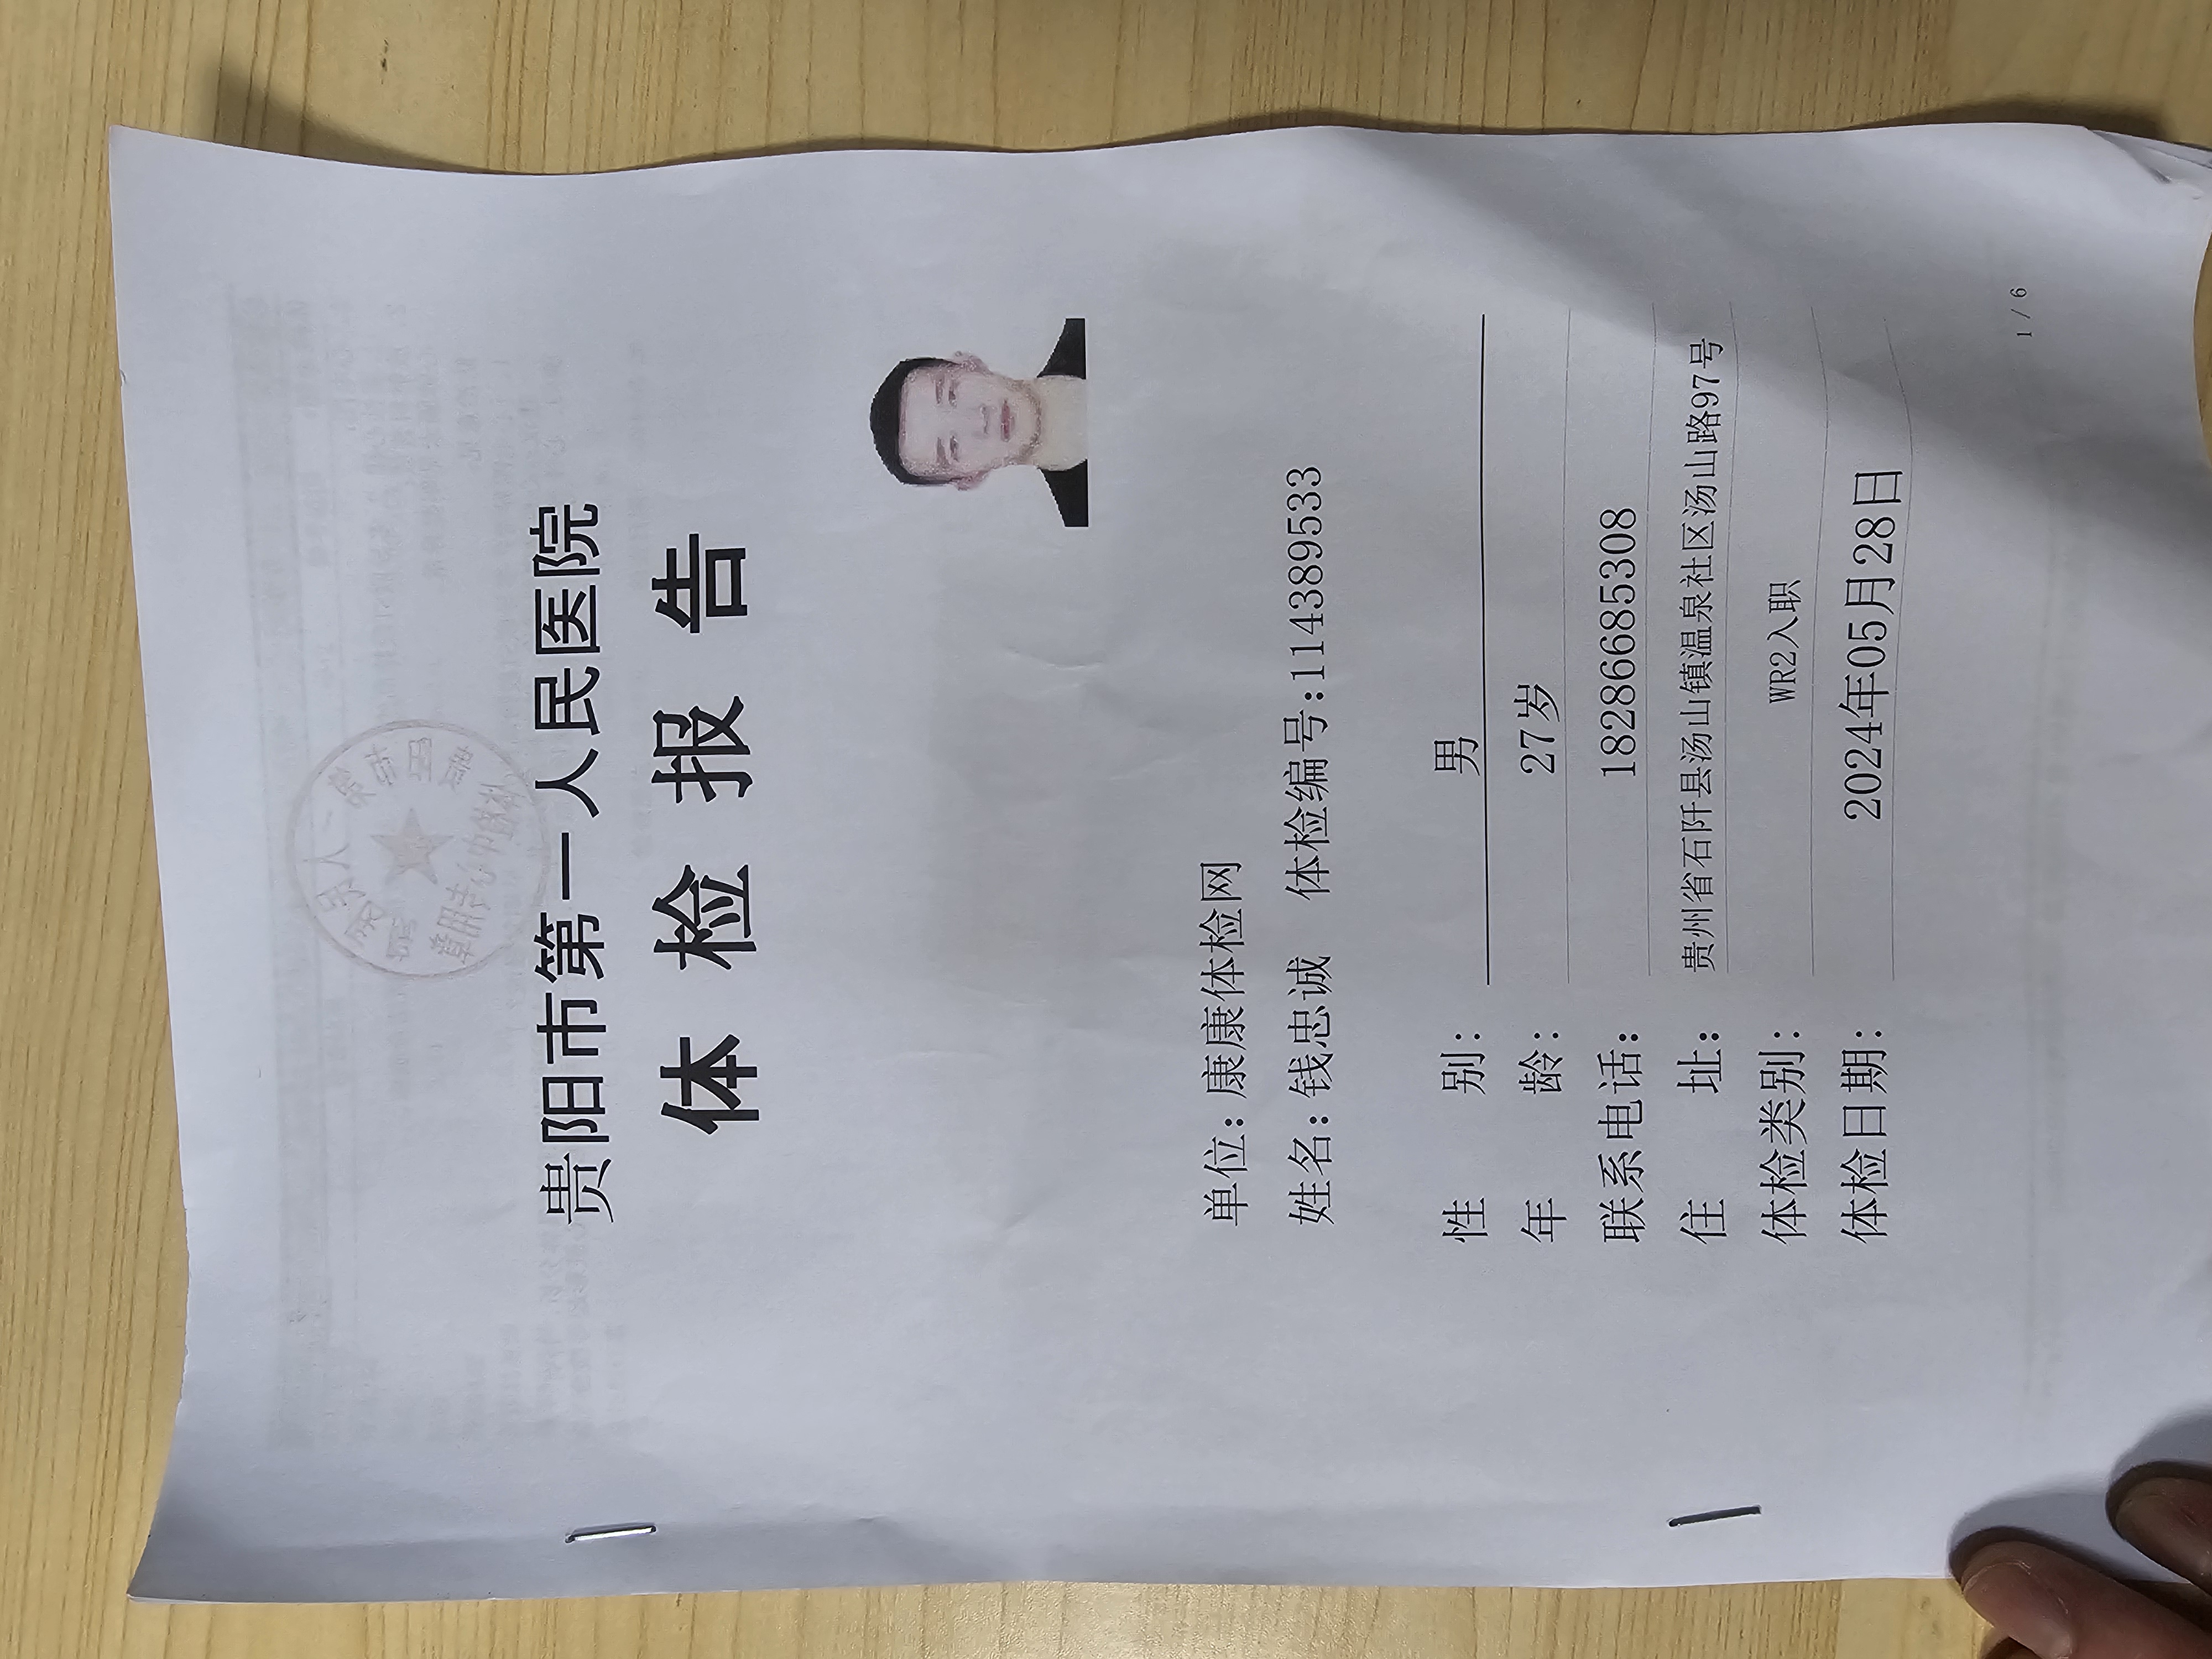 贵阳市第一人民医院
体检报告
单位:康康体检网
姓名:钱忠诚 体检编号:114389533
性别: 男
年龄: 27岁
联系电话: 18286685308
住址: 贵州省石阡县汤山镇温泉社区汤山路97号
体检类别: WR2入职
体检日期: 2024年05月28日
1 / 6